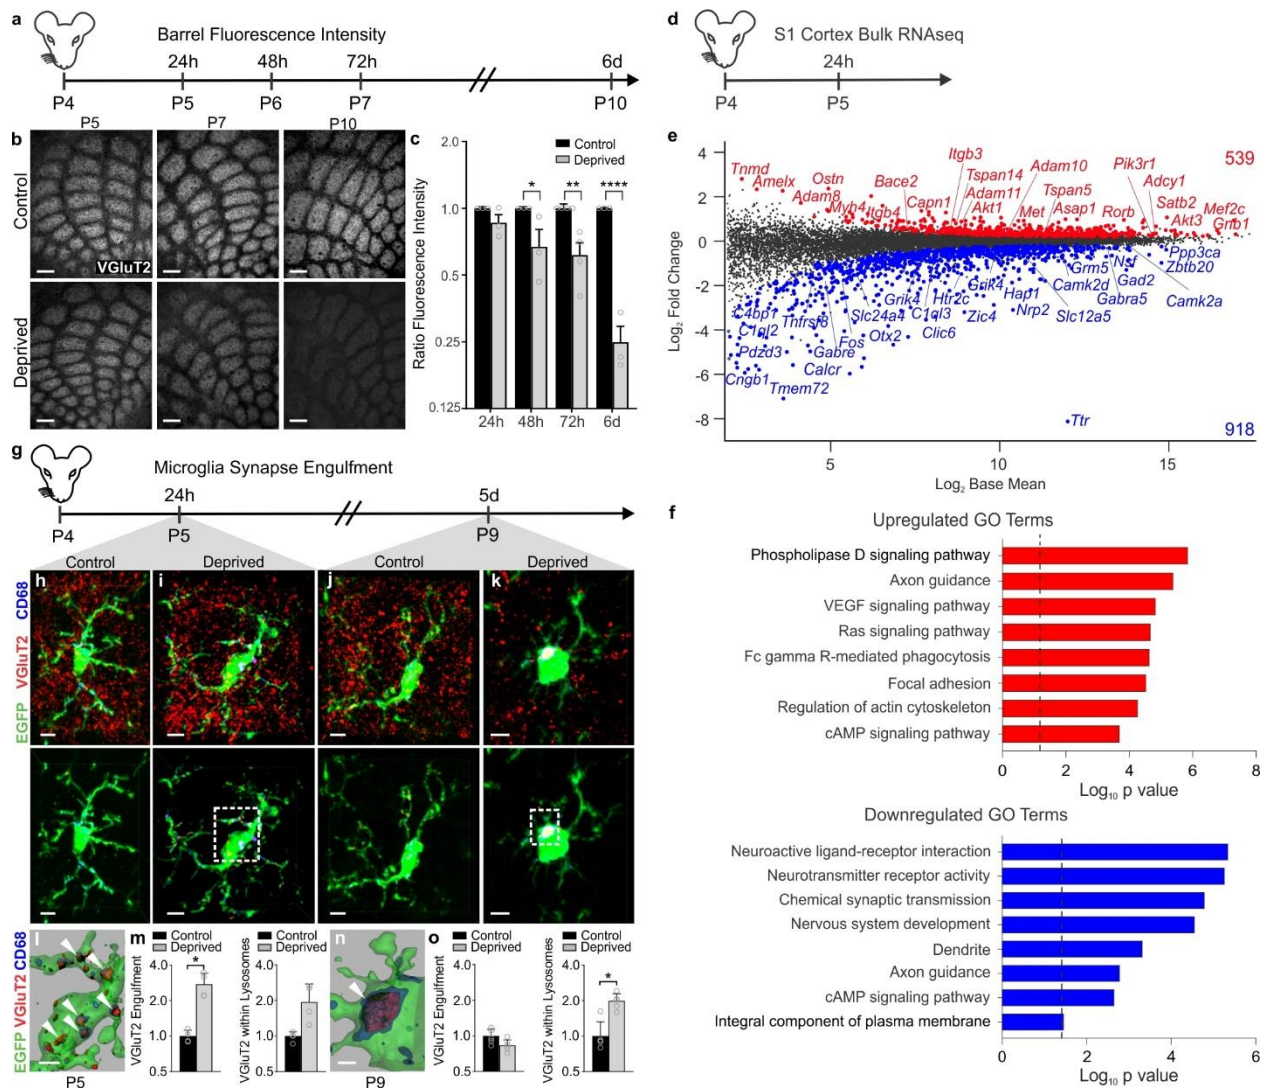 a
Barrel Fluorescence Intensity
24h 48h 72h 6d
P4 P5 P6 P7 P10
b
P5 P7 P10
Control
VGluT2
Deprived
c
Control
Deprived
* ** ****
Ratio Fluorescence Intensity
2.0
1.0
0.5
0.25
0.125
24h 48h 72h 6d
d
S1 Cortex Bulk RNAseq
24h
P4 P5
e
Log2 Fold Change
4
2
0
-2
-4
-6
-8
539
Tnmd
Amelx
Ostn
Adam8
Myh4
Bace2
Itgb4
Capn1
Itgb3
Tspan14
Adam11
Akt1
Adam10
Met
Tspan5
Asap1
Pik3r1
Adcy1
Rorb
Satb2
Akt3
Mef2c
Gnb1
Ppp3ca
Zbtb20
Nsf
Grm5
Gad2
Camk2d
Gabra5
Camk2a
Grik4
Hap1
Grik4
Htr2c
Nrp2
Slc12a5
Slc24a4
C1ql3
Zic4
Clic6
Otx2
C4bp1
Tnfrsf8
C1ql2
Fos
Gabre
Pdzd3
Calcr
Cngb1
Tmem72
Ttr
918
5 10 15
Log2 Base Mean
f
Upregulated GO Terms
Phospholipase D signaling pathway
Axon guidance
VEGF signaling pathway
Ras signaling pathway
Fc gamma R-mediated phagocytosis
Focal adhesion
Regulation of actin cytoskeleton
cAMP signaling pathway
0 2 4 6 8
Log10 p value
Downregulated GO Terms
Neuroactive ligand-receptor interaction
Neurotransmitter receptor activity
Chemical synaptic transmission
Nervous system development
Dendrite
Axon guidance
cAMP signaling pathway
Integral component of plasma membrane
0 2 4 6
Log10 p value
g
Microglia Synapse Engulfment
24h 5d
P4 P5 P9
Control Deprived Control Deprived
h i j k
EGFP VGluT2 CD68
l
EGFP VGluT2 CD68
P5
m
Control
Deprived
VGluT2 Engulfment
4.0
2.0
1.0
0.5
*
Control
Deprived
VGluT2 within Lysosomes
4.0
2.0
1.0
0.5
n
P9
o
Control
Deprived
VGluT2 Engulfment
4.0
2.0
1.0
0.5
Control
Deprived
VGluT2 within Lysosomes
4.0
2.0
1.0
0.5
*